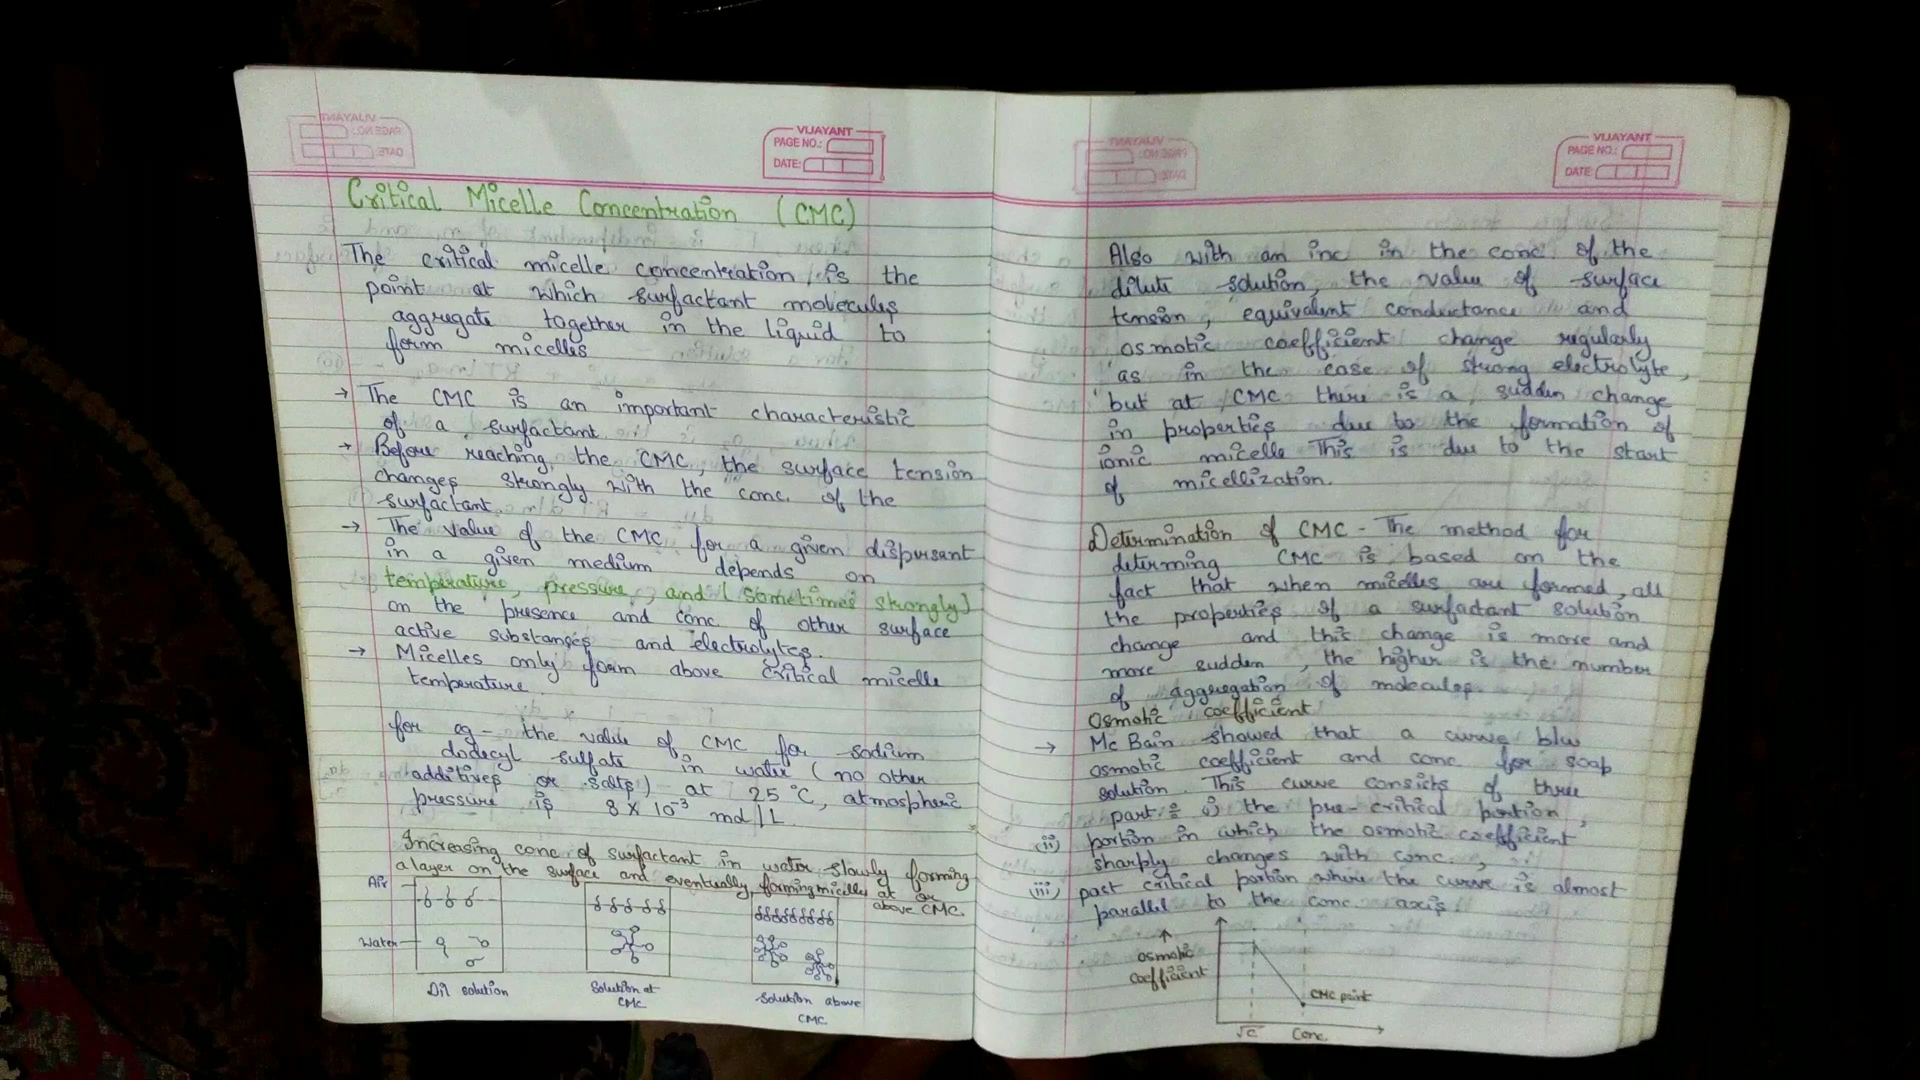 VIJAYANT
PAGE NO.:
DATE:
Critical Micelle Concentration (CMC)
The critical micelle concentration is the
point at which surfactant molecules
aggregate together in the liquid to
form micelles
→ The CMC is an important characteristic
of a surfactant.
→ Before reaching the CMC, the surface tension
changes strongly with the conc. of the
surfactant.
→ The value of the CMC for a given dispersant
in a given medium depends on
temperature, pressure, and (sometimes strongly)
on the presence and conc of other surface
active substances and electrolytes.
→ Micelles only form above critical micelle
temperature.
for eg - the value of CMC for sodium
dodecyl sulfate in water (no other
additives or salts) at 25°C, atmospheric
pressure is 8 × 10⁻³ mol/L.
Increasing conc. of surfactant in water slowly forming
a layer on the surface and eventually forming micelles at or
above CMC.
Air
Water
Dil solution
Solution at
CMC
Solution above
CMC
VIJAYANT
PAGE NO.:
DATE:
Also with an inc in the conc. of the
dilute solution, the value of surface
tension, equivalent conductance and
osmotic coefficient change regularly
as in the case of strong electrolyte,
but at CMC there is a sudden change
in properties due to the formation of
ionic micelle This is due to the start
of micellization.
Determination of CMC - The method for
determing CMC is based on the
fact that when micelles are formed, all
the properties of a surfactant solution
change and this change is more and
more sudden, the higher is the number
of aggregation of molecules.
Osmotic coefficient
→ Mc Bain showed that a curve b/w
osmotic coefficient and conc for soap
solution. This curve consists of three
part : i) the pre-critical portion,
(ii) portion in which the osmotic coefficient
sharply changes with conc.,
(iii) post critical portion where the curve is almost
parallel to the conc axis.
↑
Osmotic
coefficient
CMC point
√c Conc